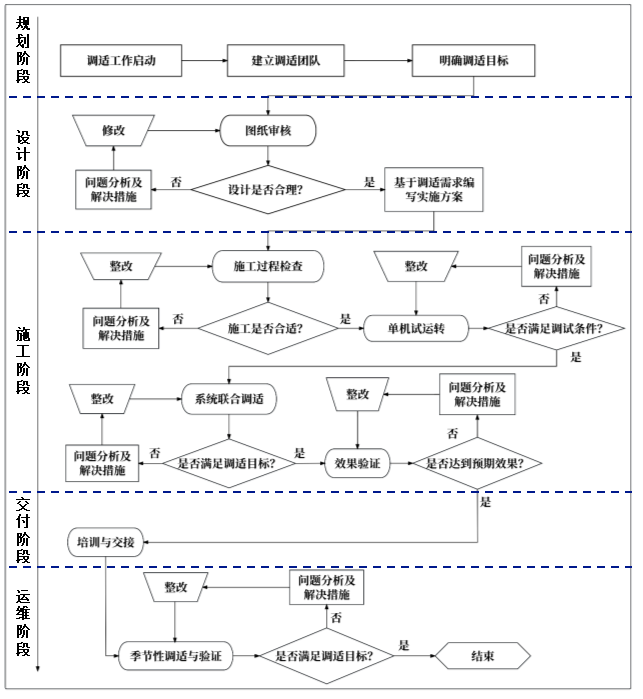 规划阶段
调适工作启动
建立调适团队
明确调适目标
设计阶段
修改
图纸审核
问题分析及
解决措施
否
设计是否合理?
是
基于调适需求编
写实施方案
施工阶段
整改
施工过程检查
整改
问题分析及
解决措施
问题分析及
解决措施
否
施工是否合适?
是
单机试运转
否
是否满足调试条件?
是
整改
系统联合调适
整改
问题分析及
解决措施
问题分析及
解决措施
否
是否满足调适目标?
是
效果验证
否
是否达到预期效果?
是
交付阶段
培训与交接
运维阶段
整改
问题分析及
解决措施
否
季节性调适与验证
是否满足调适目标?
是
结束